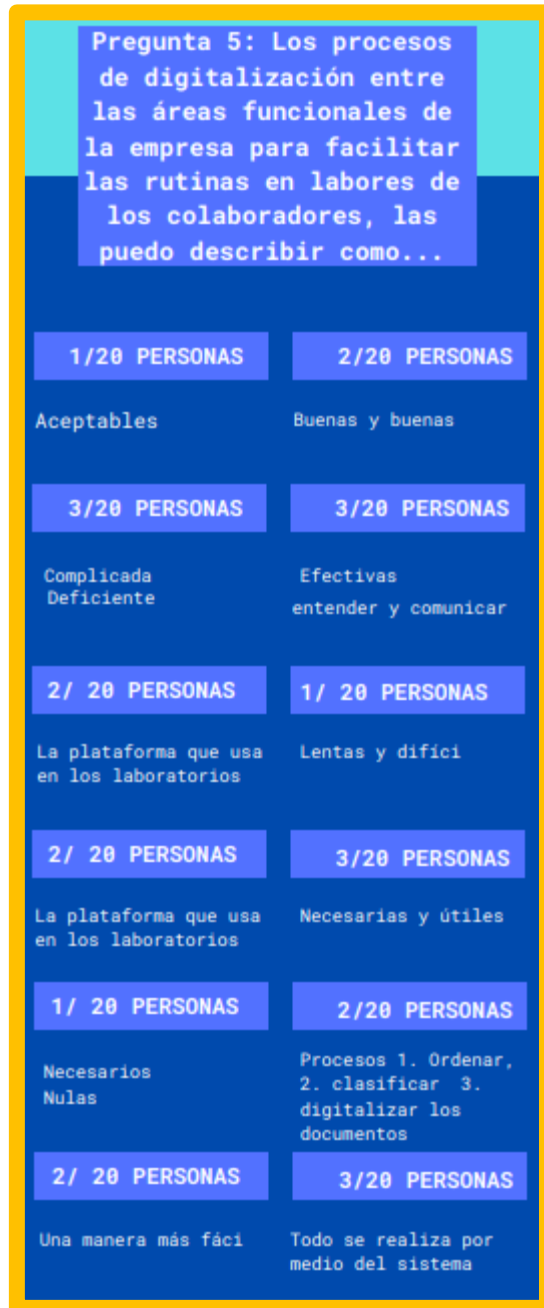 Pregunta 5: Los procesos
de digitalización entre
las áreas funcionales de
la empresa para facilitar
las rutinas en labores de
los colaboradores, las
puedo describir como...
1/20 PERSONAS
2/20 PERSONAS
Aceptables
Buenas y buenas
3/20 PERSONAS
3/20 PERSONAS
Complicada
Deficiente
Efectivas
entender y comunicar
2/ 20 PERSONAS
1/ 20 PERSONAS
La plataforma que usa
en los laboratorios
Lentas y difíci
2/ 20 PERSONAS
3/20 PERSONAS
La plataforma que usa
en los laboratorios
Necesarias y útiles
1/ 20 PERSONAS
2/20 PERSONAS
Necesarios
Nulas
Procesos 1. Ordenar,
2. clasificar 3.
digitalizar los
documentos
2/ 20 PERSONAS
3/20 PERSONAS
Una manera más fáci
Todo se realiza por
medio del sistema